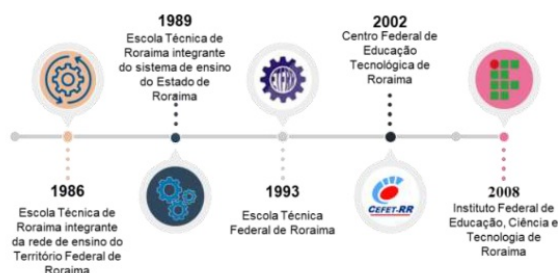 1986
Escola Técnica de
Roraima integrante
da rede de ensino do
Território Federal de
Roraima
1989
Escola Técnica de
Roraima integrante
do sistema de ensino
do Estado de
Roraima
1993
Escola Técnica
Federal de Roraima
2002
Centro Federal de
Educação
Tecnológica de
Roraima
CEFET-RR
2008
Instituto Federal de
Educação, Ciência e
Tecnologia de
Roraima